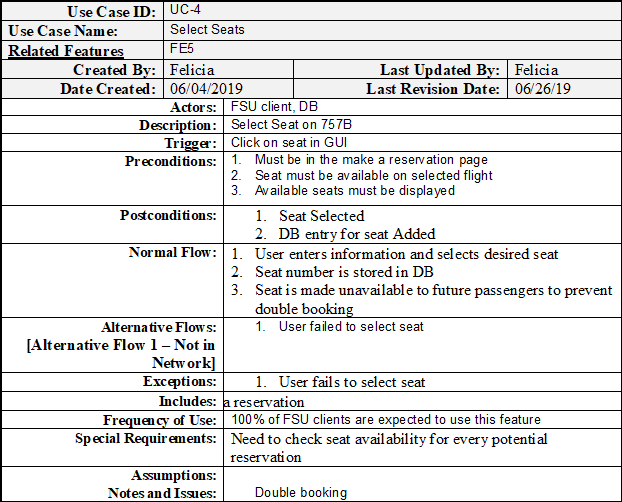 Use Case ID: UC-4
Use Case Name: Select Seats
Related Features FE5
Created By: Felicia Last Updated By: Felicia
Date Created: 06/04/2019 Last Revision Date: 06/26/19
Actors: FSU client, DB
Description: Select Seat on 757B
Trigger: Click on seat in GUI
Preconditions: 1. Must be in the make a reservation page
2. Seat must be available on selected flight
3. Available seats must be displayed
Postconditions: 1. Seat Selected
2. DB entry for seat Added
Normal Flow: 1. User enters information and selects desired seat
2. Seat number is stored in DB
3. Seat is made unavailable to future passengers to prevent
double booking
Alternative Flows: 1. User failed to select seat
[Alternative Flow 1 – Not in
Network]
Exceptions: 1. User fails to select seat
Includes: a reservation
Frequency of Use: 100% of FSU clients are expected to use this feature
Special Requirements: Need to check seat availability for every potential
reservation
Assumptions:
Notes and Issues: Double booking